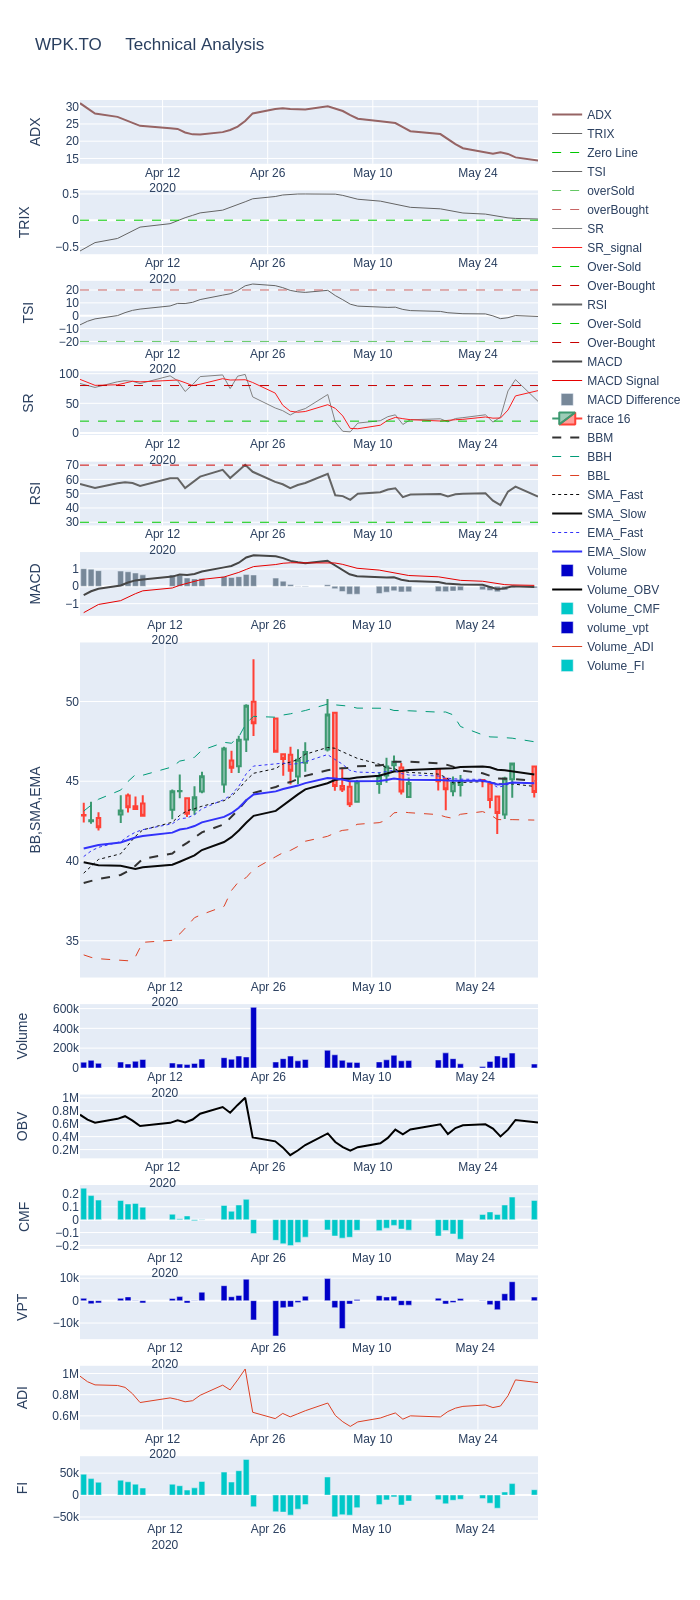 WPK.TO Technical Analysis
ADX
30
25
20
15
Apr 12
2020
Apr 26
May 10
May 24
TRIX
0.5
0
−0.5
Apr 12
2020
Apr 26
May 10
May 24
TSI
20
10
0
−10
−20
Apr 12
2020
Apr 26
May 10
May 24
SR
100
50
0
Apr 12
2020
Apr 26
May 10
May 24
RSI
70
60
50
40
30
Apr 12
2020
Apr 26
May 10
May 24
MACD
1
0
−1
Apr 12
2020
Apr 26
May 10
May 24
BB,SMA,EMA
50
45
40
35
Apr 12
2020
Apr 26
May 10
May 24
Volume
600k
400k
200k
0
Apr 12
2020
Apr 26
May 10
May 24
OBV
1M
0.8M
0.6M
0.4M
0.2M
Apr 12
2020
Apr 26
May 10
May 24
CMF
0.2
0.1
0
−0.1
−0.2
Apr 12
2020
Apr 26
May 10
May 24
VPT
10k
0
−10k
Apr 12
2020
Apr 26
May 10
May 24
ADI
1M
0.8M
0.6M
Apr 12
2020
Apr 26
May 10
May 24
FI
50k
0
−50k
Apr 12
2020
Apr 26
May 10
May 24
ADX
TRIX
Zero Line
TSI
overSold
overBought
SR
SR_signal
Over-Sold
Over-Bought
RSI
Over-Sold
Over-Bought
MACD
MACD Signal
MACD Difference
trace 16
BBM
BBH
BBL
SMA_Fast
SMA_Slow
EMA_Fast
EMA_Slow
Volume
Volume_OBV
Volume_CMF
volume_vpt
Volume_ADI
Volume_FI